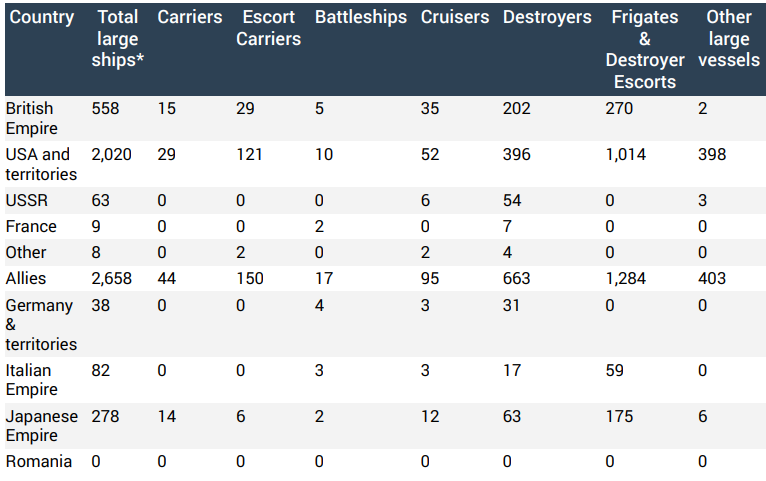 Country Total large ships* Carriers Escort Carriers Battleships Cruisers Destroyers Frigates & Destroyer Escorts Other large vessels
British Empire 558 15 29 5 35 202 270 2
USA and territories 2,020 29 121 10 52 396 1,014 398
USSR 63 0 0 0 6 54 0 3
France 9 0 0 2 0 7 0 0
Other 8 0 2 0 2 4 0 0
Allies 2,658 44 150 17 95 663 1,284 403
Germany & territories 38 0 0 4 3 31 0 0
Italian Empire 82 0 0 3 3 17 59 0
Japanese Empire 278 14 6 2 12 63 175 6
Romania 0 0 0 0 0 0 0 0